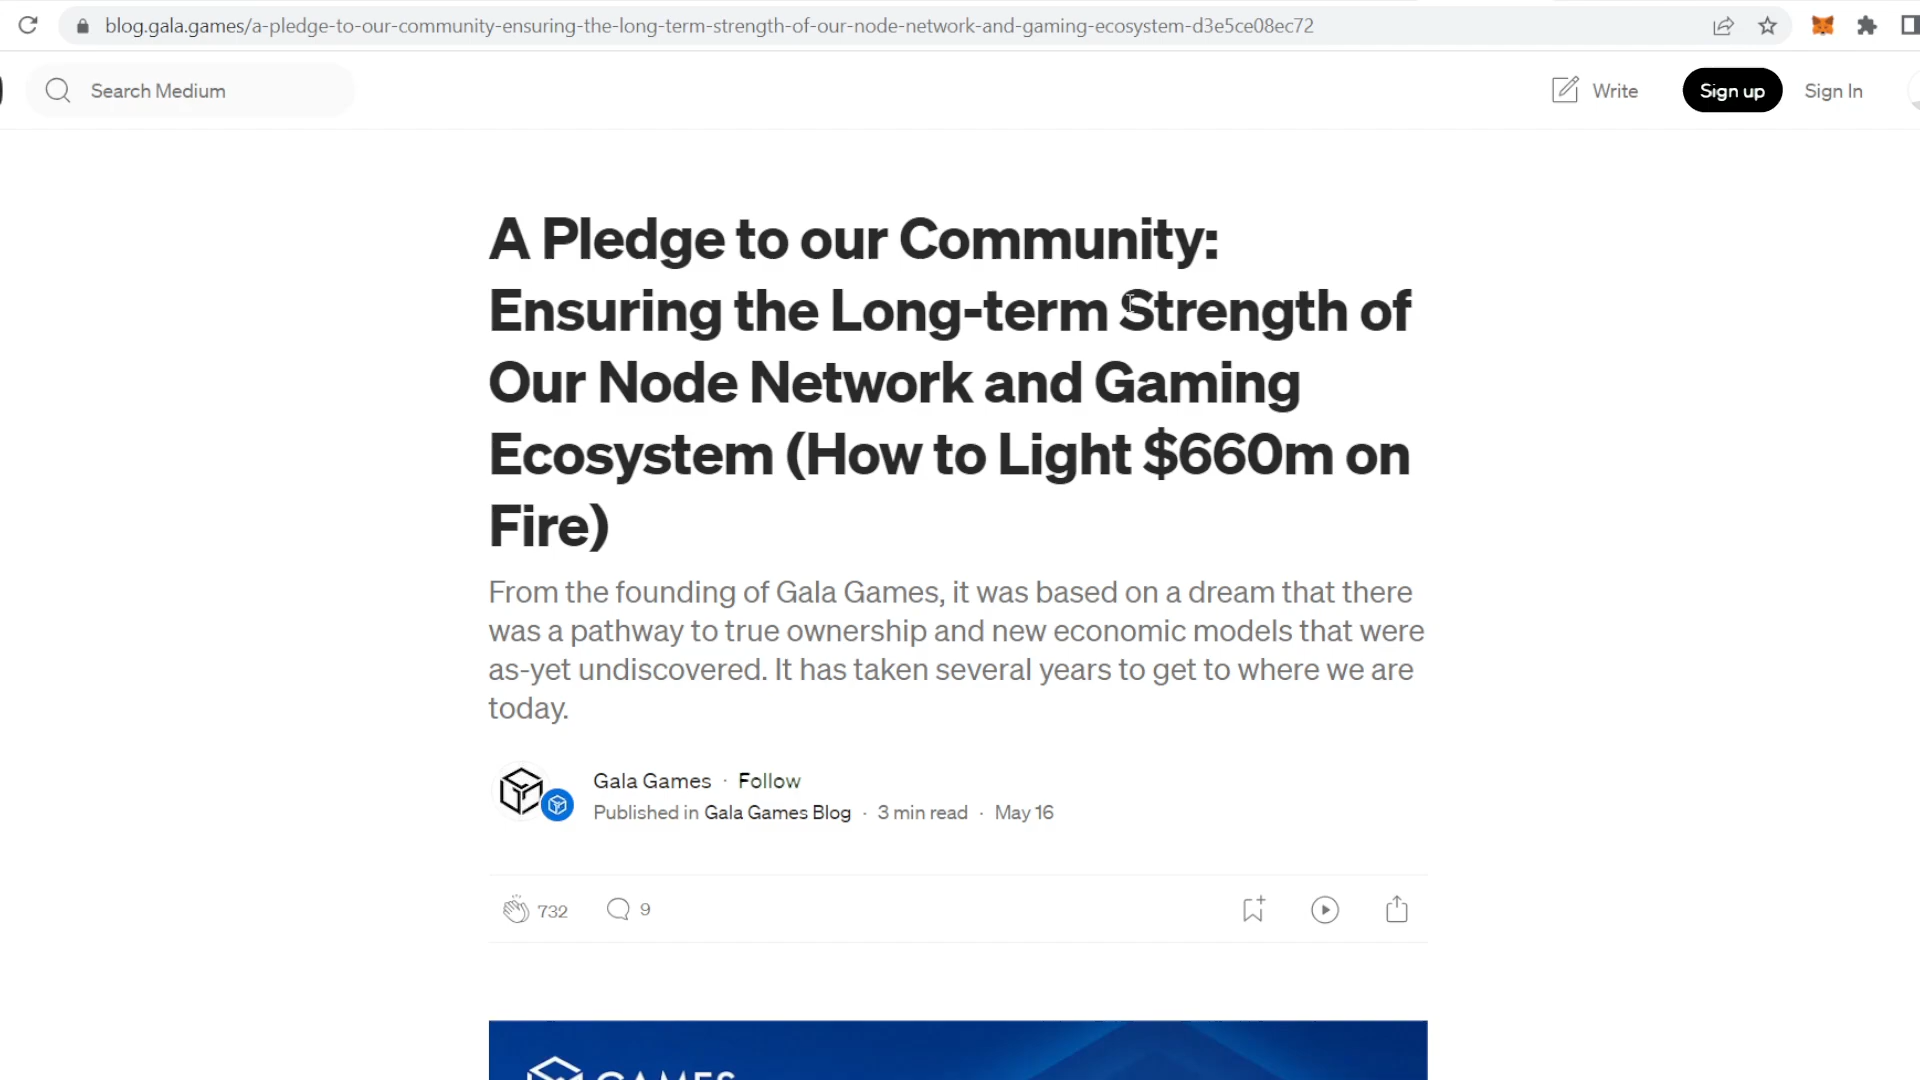 blog.gala.games/a-pledge-to-our-community-ensuring-the-long-term-strength-of-our-node-network-and-gaming-ecosystem-d3e5ce08ec72
Search Medium
Write
Sign up
Sign In
A Pledge to our Community:
Ensuring the Long-term Strength of
Our Node Network and Gaming
Ecosystem (How to Light $660m on
Fire)
From the founding of Gala Games, it was based on a dream that there
was a pathway to true ownership and new economic models that were
as-yet undiscovered. It has taken several years to get to where we are
today.
Gala Games · Follow
Published in Gala Games Blog · 3 min read · May 16
732
9
GAMES